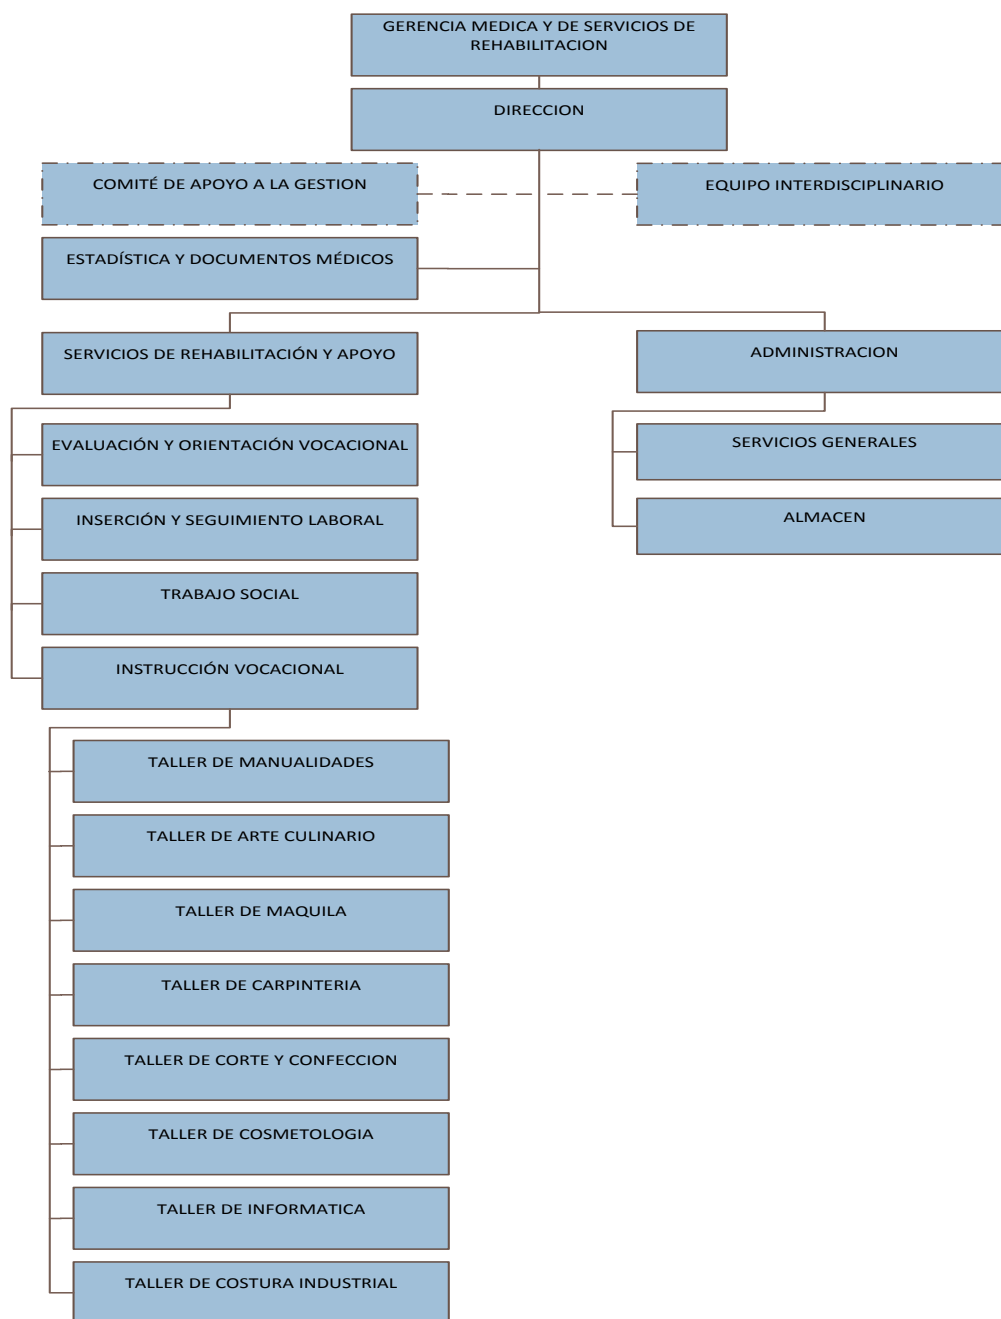 GERENCIA MEDICA Y DE SERVICIOS DE
REHABILITACION
DIRECCION
COMITÉ DE APOYO A LA GESTION
EQUIPO INTERDISCIPLINARIO
ESTADÍSTICA Y DOCUMENTOS MÉDICOS
SERVICIOS DE REHABILITACIÓN Y APOYO
ADMINISTRACION
EVALUACIÓN Y ORIENTACIÓN VOCACIONAL
SERVICIOS GENERALES
INSERCIÓN Y SEGUIMIENTO LABORAL
ALMACEN
TRABAJO SOCIAL
INSTRUCCIÓN VOCACIONAL
TALLER DE MANUALIDADES
TALLER DE ARTE CULINARIO
TALLER DE MAQUILA
TALLER DE CARPINTERIA
TALLER DE CORTE Y CONFECCION
TALLER DE COSMETOLOGIA
TALLER DE INFORMATICA
TALLER DE COSTURA INDUSTRIAL